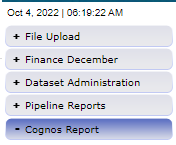 Oct 4, 2022 | 06:19:22 AM
+ File Upload
+ Finance December
+ Dataset Administration
+ Pipeline Reports
- Cognos Report